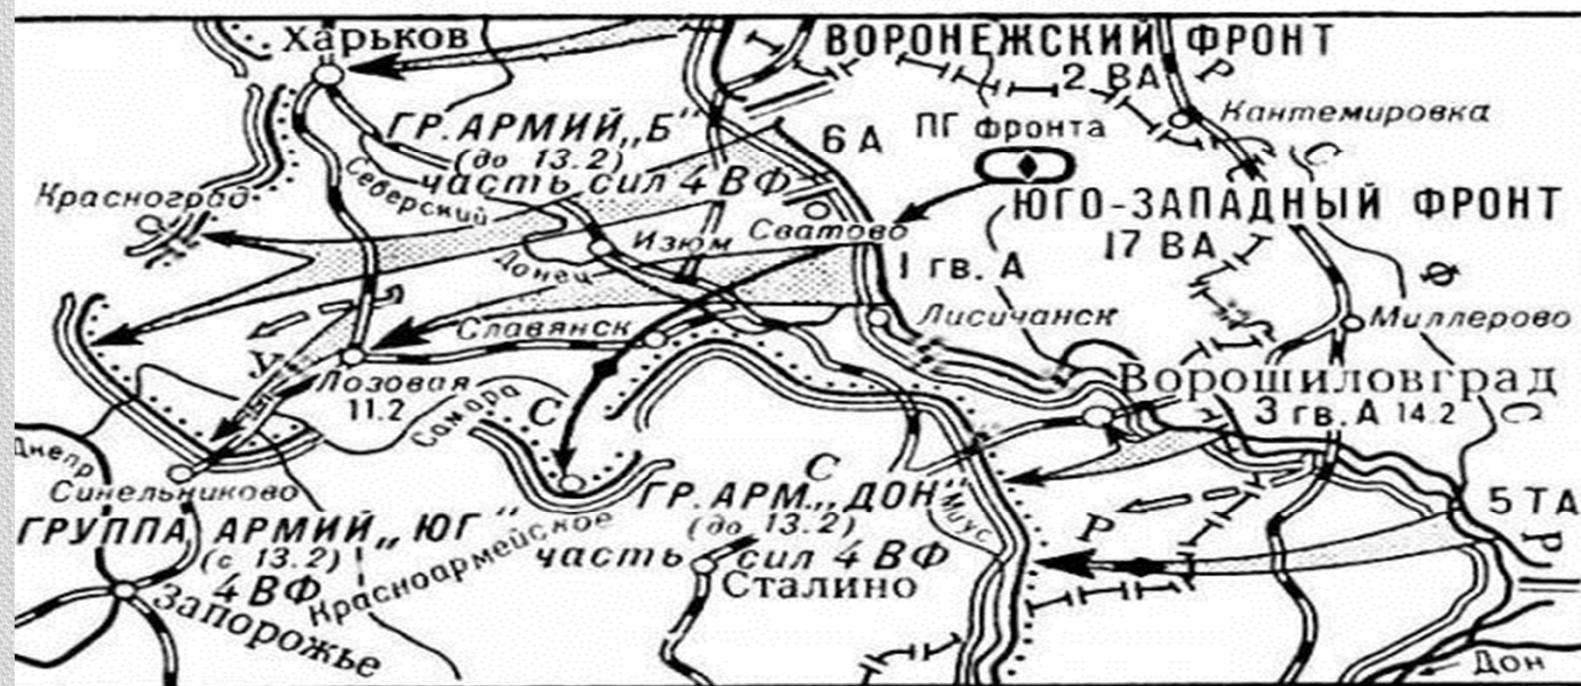 Харьков
ВОРОНЕЖСКИЙ ФРОНТ
2 ВА
Р
Кантемировка
ГР. АРМИЙ „Б"
(до 13.2)
часть сил 4 ВФ
6 А
ПГ фронта
С
Красноград
Северский
ЮГО-ЗАПАДНЫЙ ФРОНТ
17 ВА
Сватово
Изюм
Донец
1 гв. А
Ф
Славянск
Лисичанск
Миллерово
У
Лозовая
11.2
Самара
С
Ворошиловград
3 гв. А 14.2
С
Днепр
Синельниково
С
ГР. АРМ. „ДОН"
(до 13.2)
часть сил 4 ВФ
Миус
Р
5 ТА
Р
ГРУППА АРМИЙ „ЮГ"
(с 13.2)
4 ВФ
Красноармейское
Сталино
Запорожье
Дон